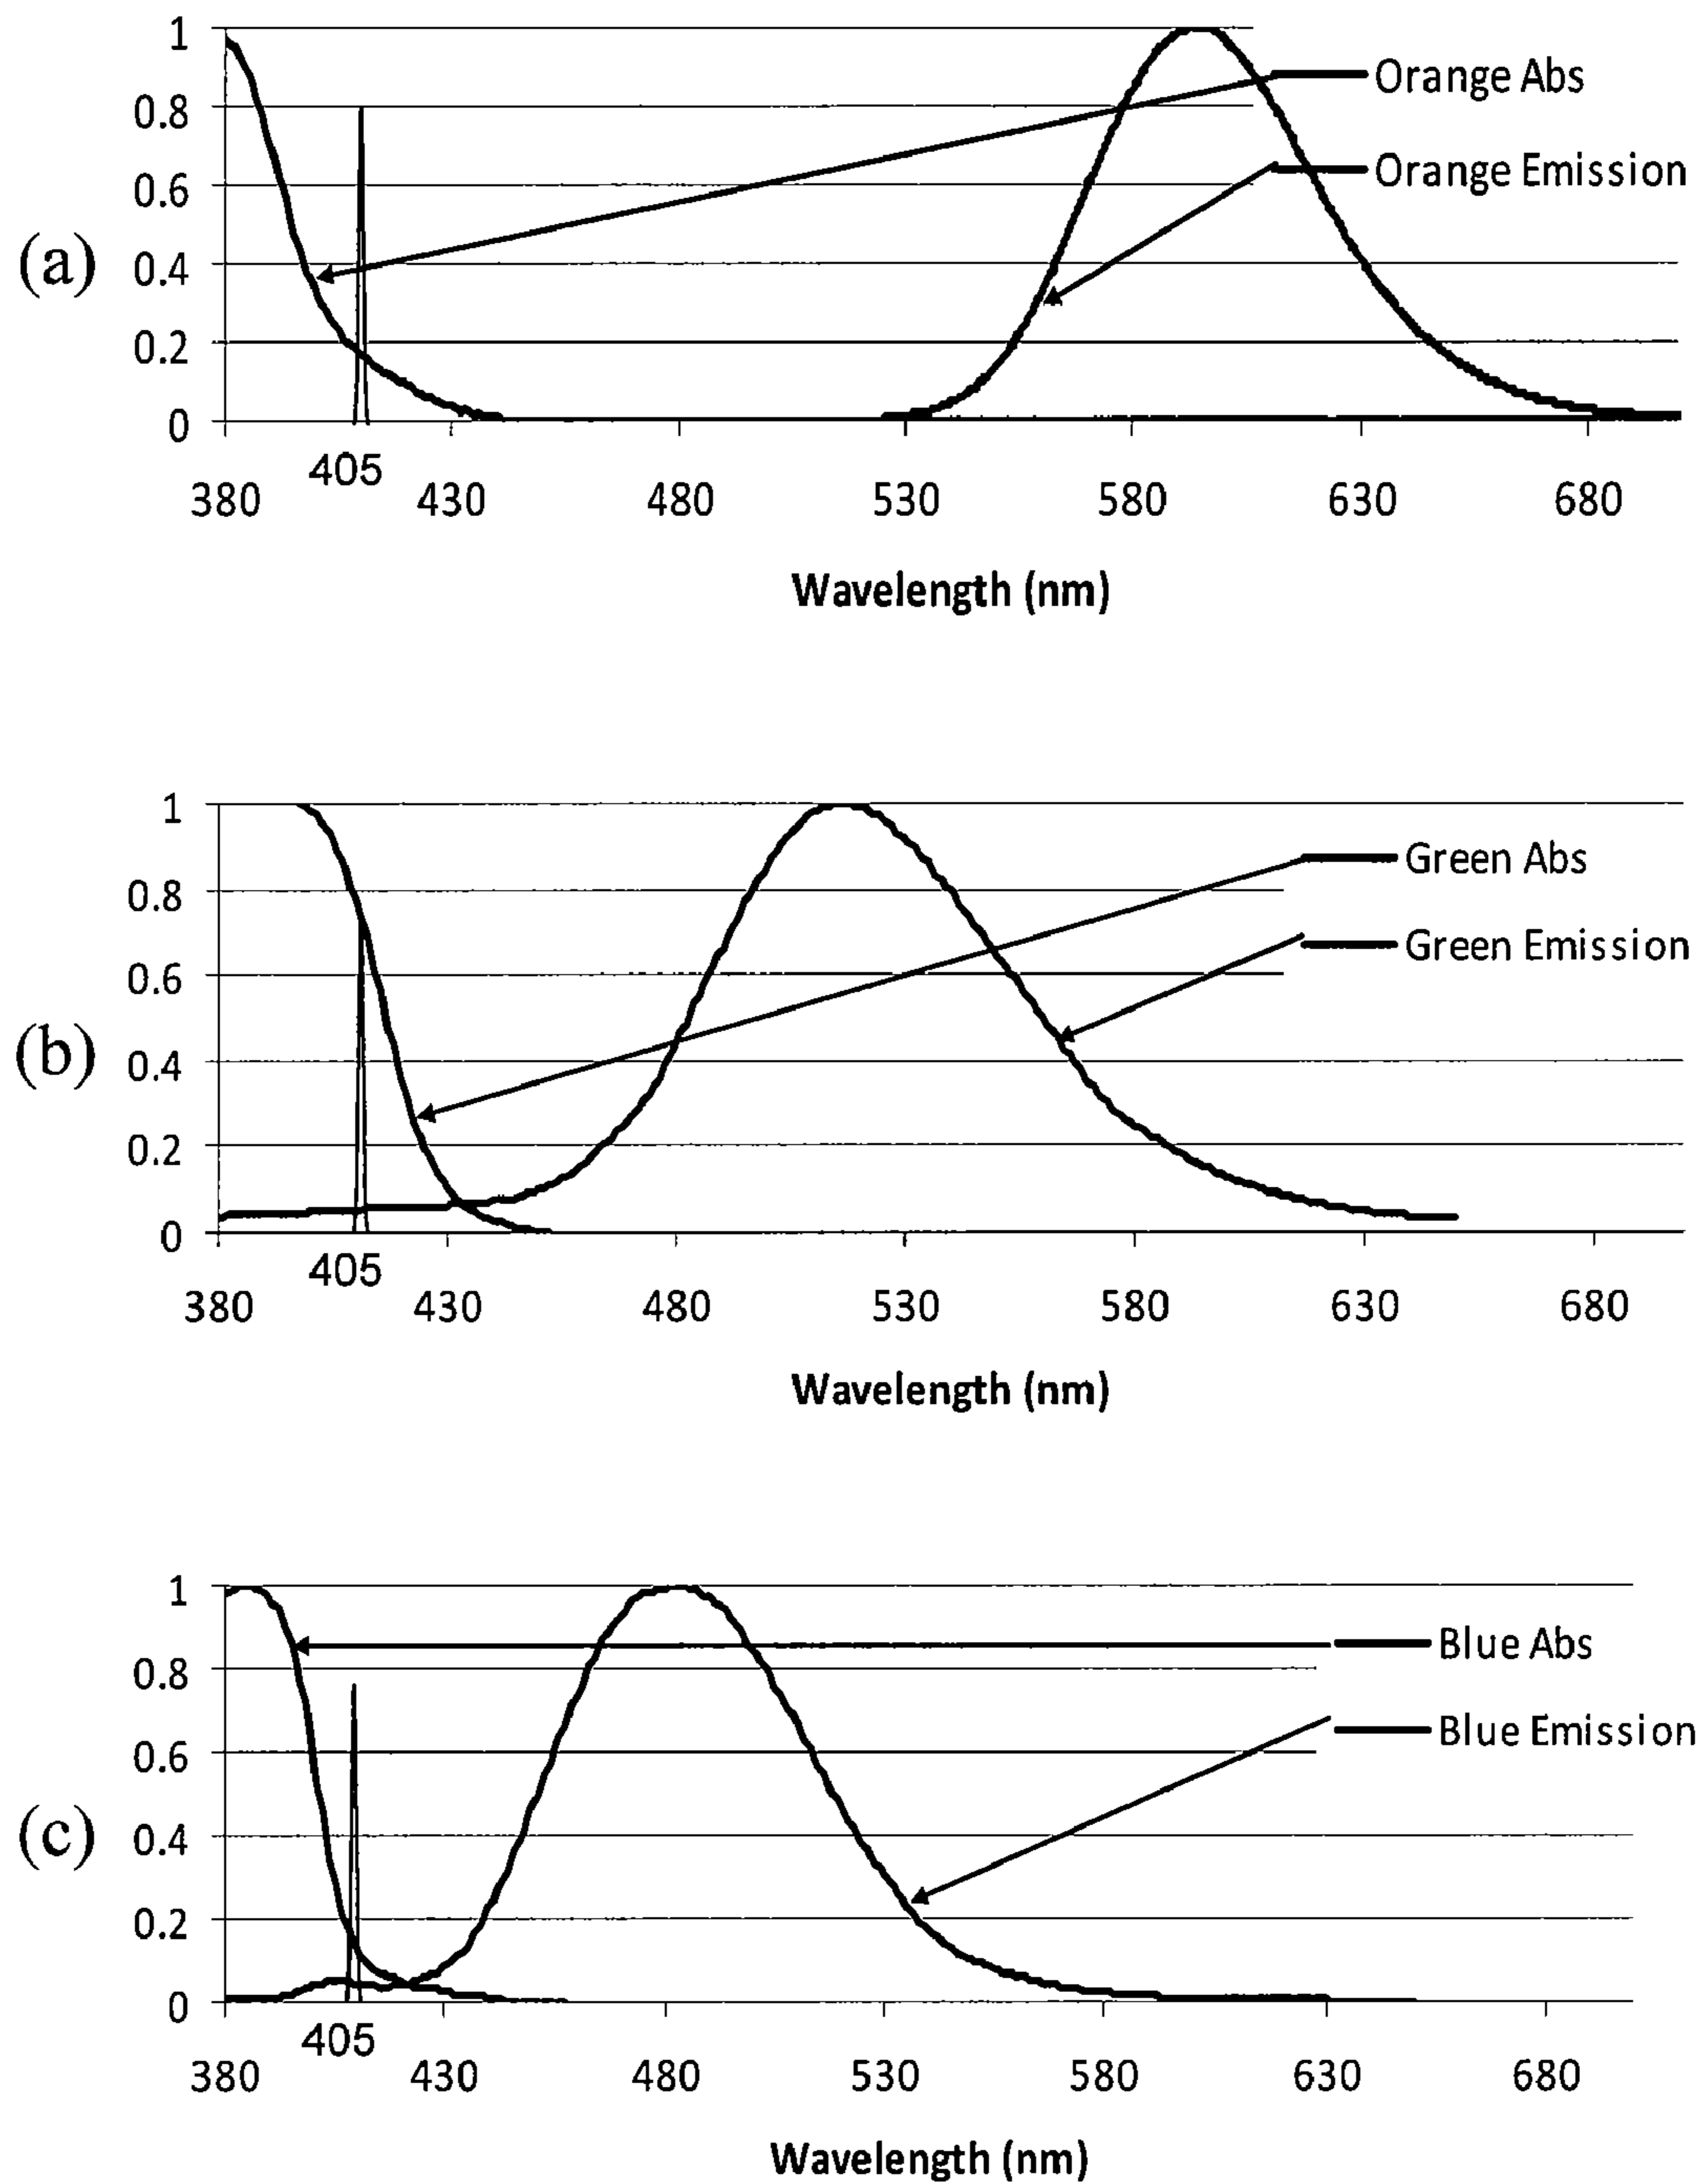 (a)
1
0.8
0.6
0.4
0.2
0
Orange Abs
Orange Emission
405
380 430 480 530 580 630 680
Wavelength (nm)
(b)
1
0.8
0.6
0.4
0.2
0
Green Abs
Green Emission
405
380 430 480 530 580 630 680
Wavelength (nm)
(c)
1
0.8
0.6
0.4
0.2
0
Blue Abs
Blue Emission
405
380 430 480 530 580 630 680
Wavelength (nm)